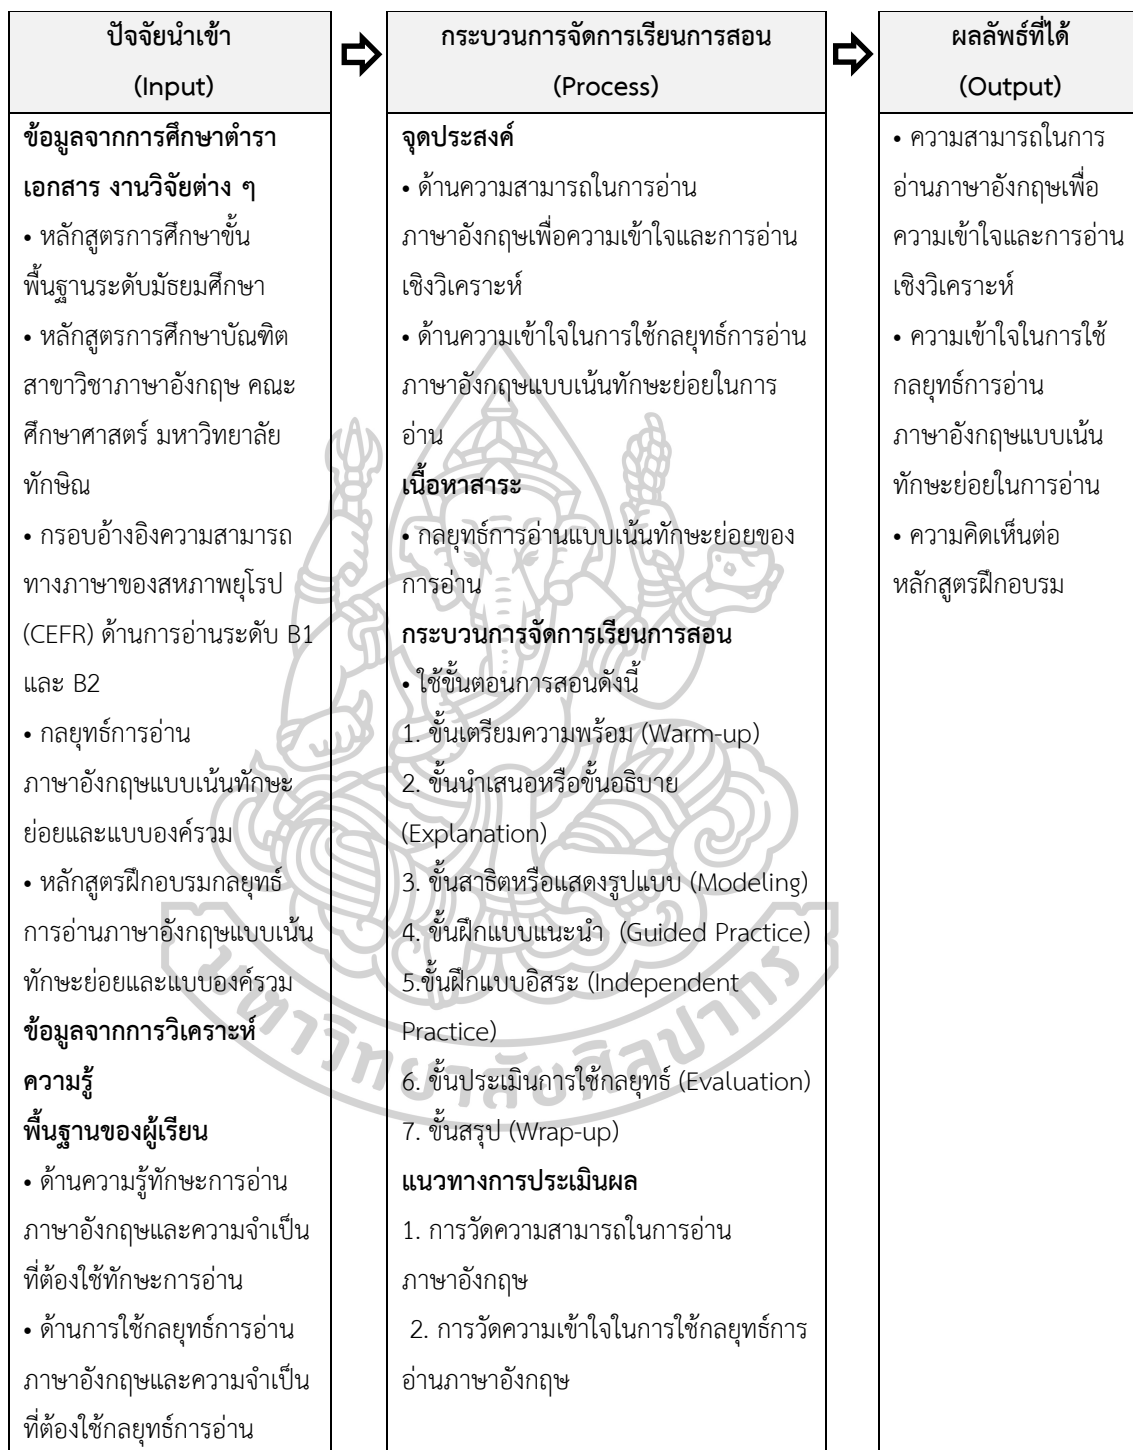 ปัจจัยนำเข้า
(Input)
ข้อมูลจากการศึกษาตำรา
เอกสาร งานวิจัยต่าง ๆ
• หลักสูตรการศึกษาขั้น
พื้นฐานระดับมัธยมศึกษา
• หลักสูตรการศึกษาบัณฑิต
สาขาวิชาภาษาอังกฤษ คณะ
ศึกษาศาสตร์ มหาวิทยาลัย
ทักษิณ
• กรอบอ้างอิงความสามารถ
ทางภาษาของสหภาพยุโรป
(CEFR) ด้านการอ่านระดับ B1
และ B2
• กลยุทธ์การอ่าน
ภาษาอังกฤษแบบเน้นทักษะ
ย่อยและแบบองค์รวม
• หลักสูตรฝึกอบรมกลยุทธ์
การอ่านภาษาอังกฤษแบบเน้น
ทักษะย่อยและแบบองค์รวม
ข้อมูลจากการวิเคราะห์
ความรู้
พื้นฐานของผู้เรียน
• ด้านความรู้ทักษะการอ่าน
ภาษาอังกฤษและความจำเป็น
ที่ต้องใช้ทักษะการอ่าน
• ด้านการใช้กลยุทธ์การอ่าน
ภาษาอังกฤษและความจำเป็น
ที่ต้องใช้กลยุทธ์การอ่าน
กระบวนการจัดการเรียนการสอน
(Process)
จุดประสงค์
• ด้านความสามารถในการอ่าน
ภาษาอังกฤษเพื่อความเข้าใจและการอ่าน
เชิงวิเคราะห์
• ด้านความเข้าใจในการใช้กลยุทธ์การอ่าน
ภาษาอังกฤษแบบเน้นทักษะย่อยในการ
อ่าน
เนื้อหาสาระ
• กลยุทธ์การอ่านแบบเน้นทักษะย่อยของ
การอ่าน
กระบวนการจัดการเรียนการสอน
• ใช้ขั้นตอนการสอนดังนี้
1. ขั้นเตรียมความพร้อม (Warm-up)
2. ขั้นนำเสนอหรือขั้นอธิบาย
(Explanation)
3. ขั้นสาธิตหรือแสดงรูปแบบ (Modeling)
4. ขั้นฝึกแบบแนะนำ (Guided Practice)
5.ขั้นฝึกแบบอิสระ (Independent
Practice)
6. ขั้นประเมินการใช้กลยุทธ์ (Evaluation)
7. ขั้นสรุป (Wrap-up)
แนวทางการประเมินผล
1. การวัดความสามารถในการอ่าน
ภาษาอังกฤษ
2. การวัดความเข้าใจในการใช้กลยุทธ์การ
อ่านภาษาอังกฤษ
ผลลัพธ์ที่ได้
(Output)
• ความสามารถในการ
อ่านภาษาอังกฤษเพื่อ
ความเข้าใจและการอ่าน
เชิงวิเคราะห์
• ความเข้าใจในการใช้
กลยุทธ์การอ่าน
ภาษาอังกฤษแบบเน้น
ทักษะย่อยในการอ่าน
• ความคิดเห็นต่อ
หลักสูตรฝึกอบรม
มหาวิทยาลัยศิลปากร